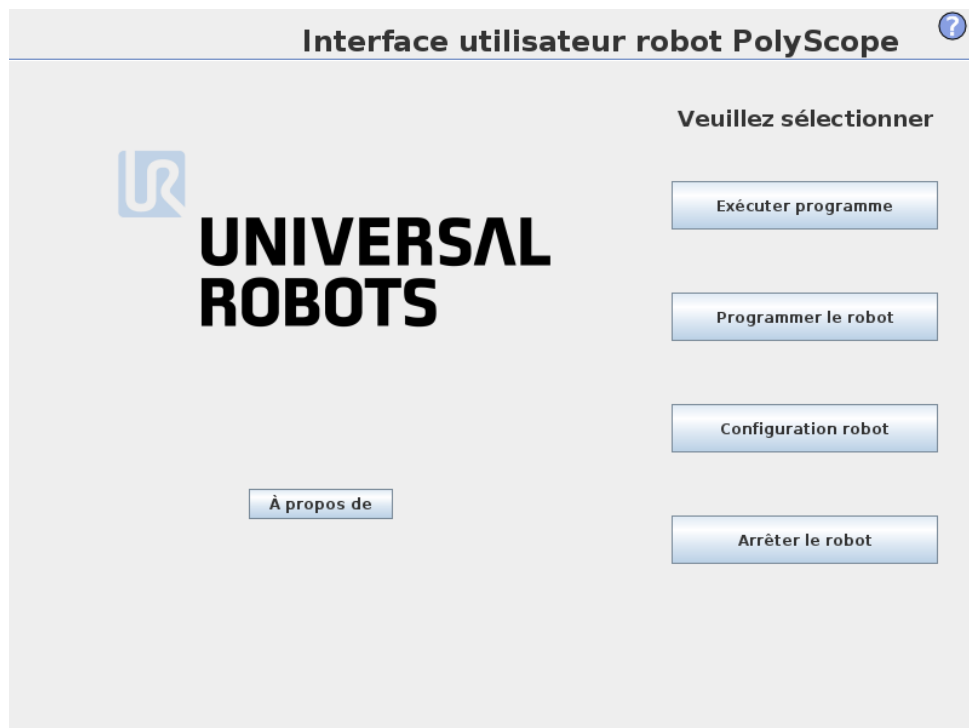 Interface utilisateur robot PolyScope
?
Veuillez sélectionner
UR
UNIVERSAL
ROBOTS
Exécuter programme
Programmer le robot
Configuration robot
À propos de
Arrêter le robot